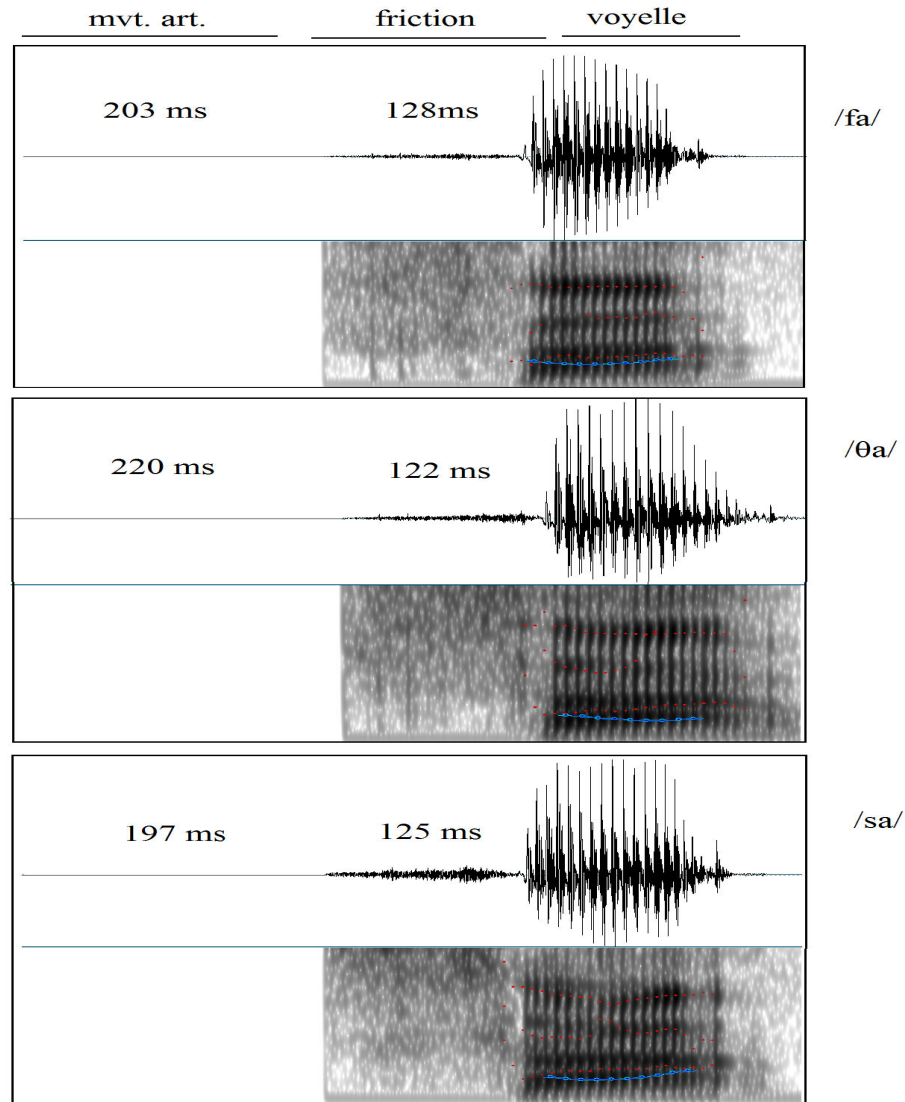 mvt. art. friction voyelle
203 ms 128ms /fa/
220 ms 122 ms /θa/
197 ms 125 ms /sa/